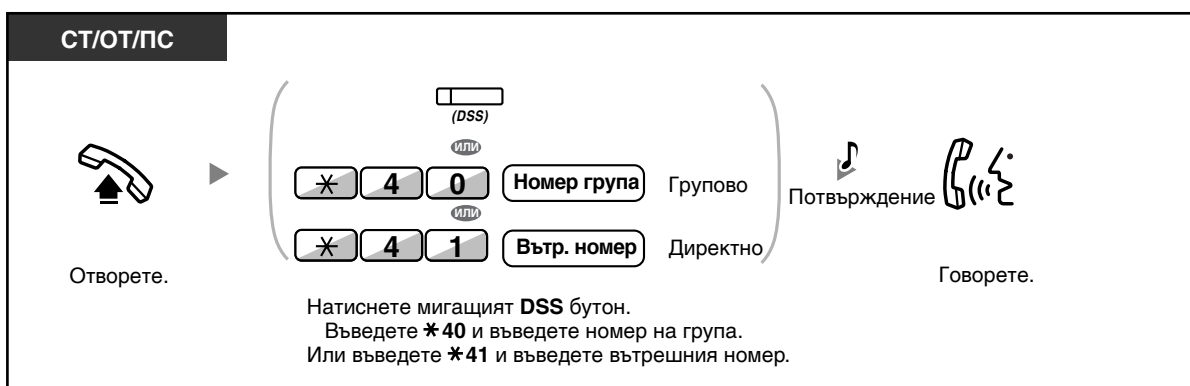 СТ/ОТ/ПС
(DSS)
или
* 4 0 Номер група Групово
или
* 4 1 Вътр. номер Директно
Потвърждение
Отворете.
Говорете.
Натиснете мигащият DSS бутон.
Въведете *40 и въведете номер на група.
Или въведете *41 и въведете вътрешния номер.